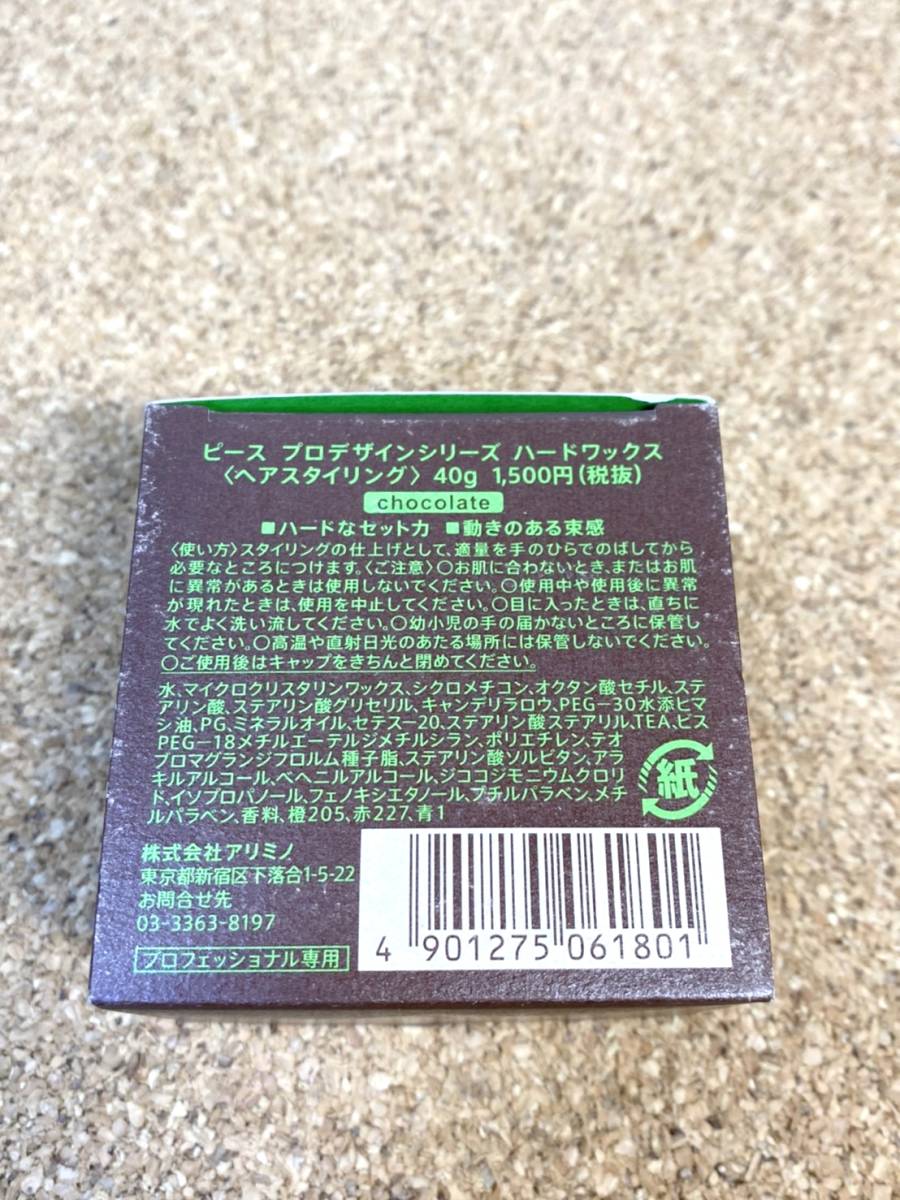 ピース プロデザインシリーズ ハードワックス
〈ヘアスタイリング〉40g 1,500円(税抜)
chocolate
■ハードなセット力 ■動きのある束感
〈使い方〉スタイリングの仕上げとして、適量を手のひらでのばしてから
必要なところにつけます。〈ご注意〉○お肌に合わないとき、またはお肌
に異常があるときは使用しないでください。○使用中や使用後に異常
が現れたときは、使用を中止してください。○目に入ったときは、直ちに
水でよく洗い流してください。○幼小児の手の届かないところに保管し
てください。○高温や直射日光のあたる場所には保管しないでください。
○ご使用後はキャップをきちんと閉めてください。
水、マイクロクリスタリンワックス、シクロメチコン、オクタン酸セチル、ステ
アリン酸、ステアリン酸グリセリル、キャンデリラロウ、PEG-30水添ヒマ
シ油、PG、ミネラルオイル、セテス-20、ステアリン酸ステアリル、TEA、ビス
PEG-18メチルエーテルジメチルシラン、ポリエチレン、テオ
ブロマグランジフロルム種子脂、ステアリン酸ソルビタン、アラ
キルアルコール、ベヘニルアルコール、ジココジモニウムクロリ
ド、イソプロパノール、フェノキシエタノール、ブチルパラベン、メチ
ルパラベン、香料、橙205、赤227、青1
紙
株式会社アリミノ
東京都新宿区下落合1-5-22
お問合せ先
03-3363-8197
プロフェッショナル専用
4 901275 061801